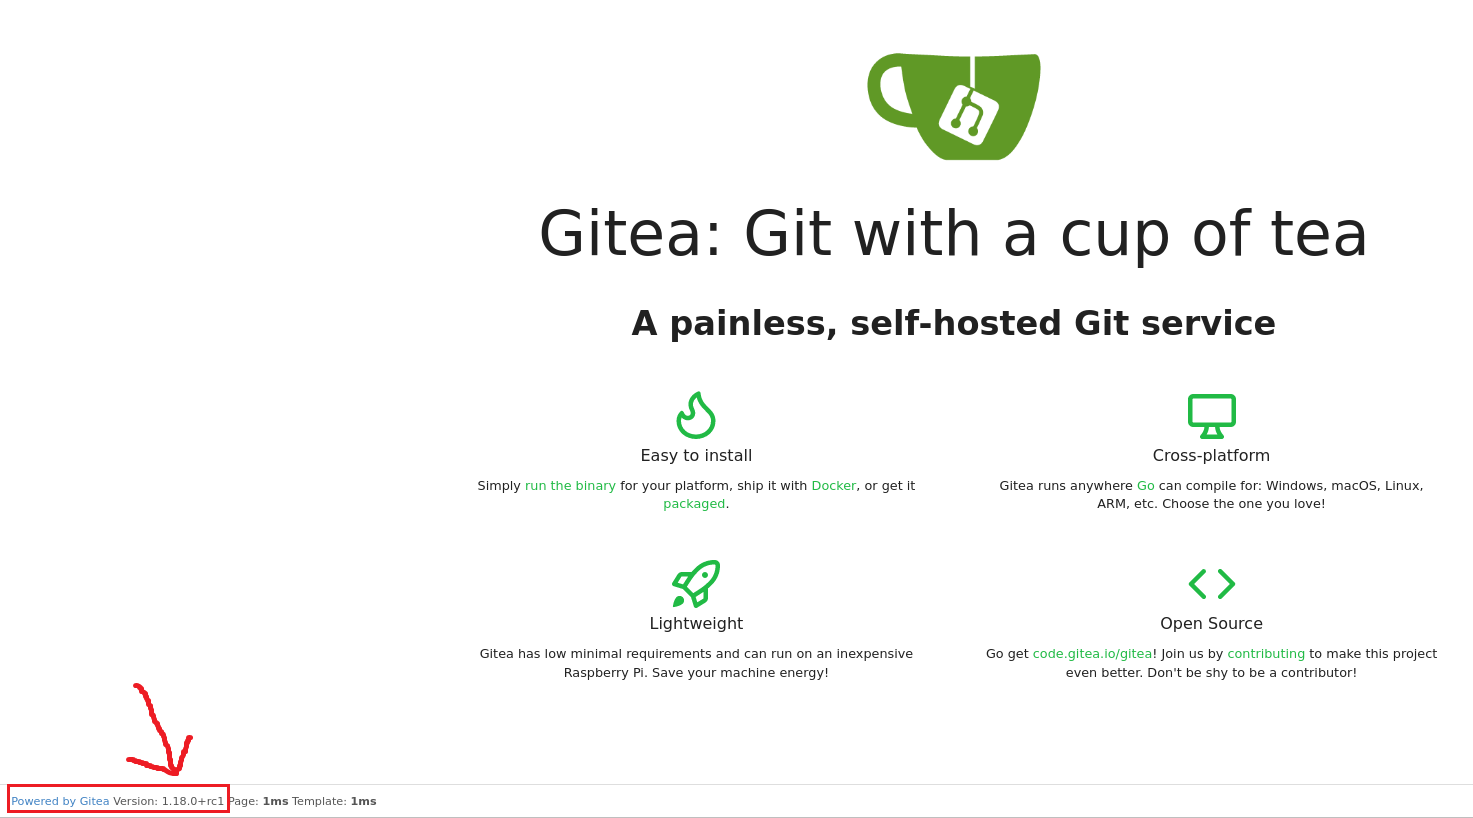 Gitea: Git with a cup of tea
A painless, self-hosted Git service
Easy to install
Simply run the binary for your platform, ship it with Docker, or get it
packaged.
Cross-platform
Gitea runs anywhere Go can compile for: Windows, macOS, Linux,
ARM, etc. Choose the one you love!
Lightweight
Gitea has low minimal requirements and can run on an inexpensive
Raspberry Pi. Save your machine energy!
Open Source
Go get code.gitea.io/gitea! Join us by contributing to make this project
even better. Don't be shy to be a contributor!
Powered by Gitea Version: 1.18.0+rc1 Page: 1ms Template: 1ms